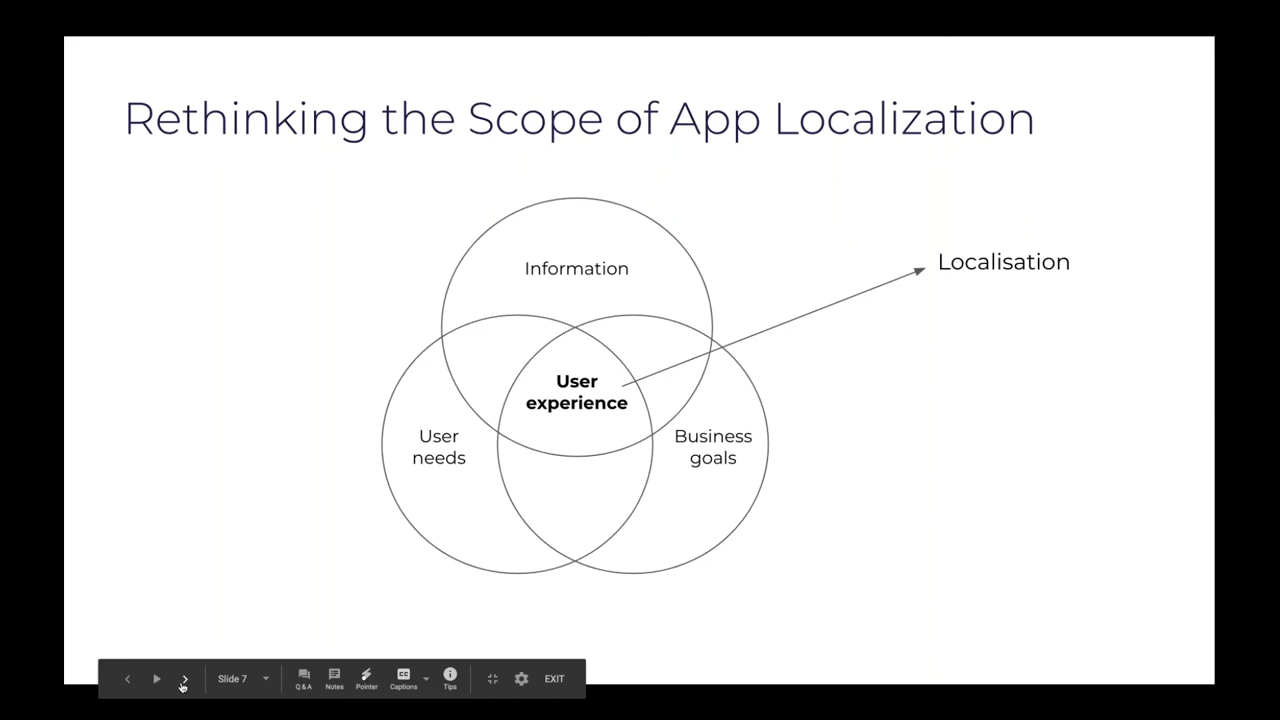 Rethinking the Scope of App Localization
Localisation
Information
User
experience
User
needs
Business
goals
Slide 7
Q & A
Notes
Pointer
CC
Captions
Tips
EXIT